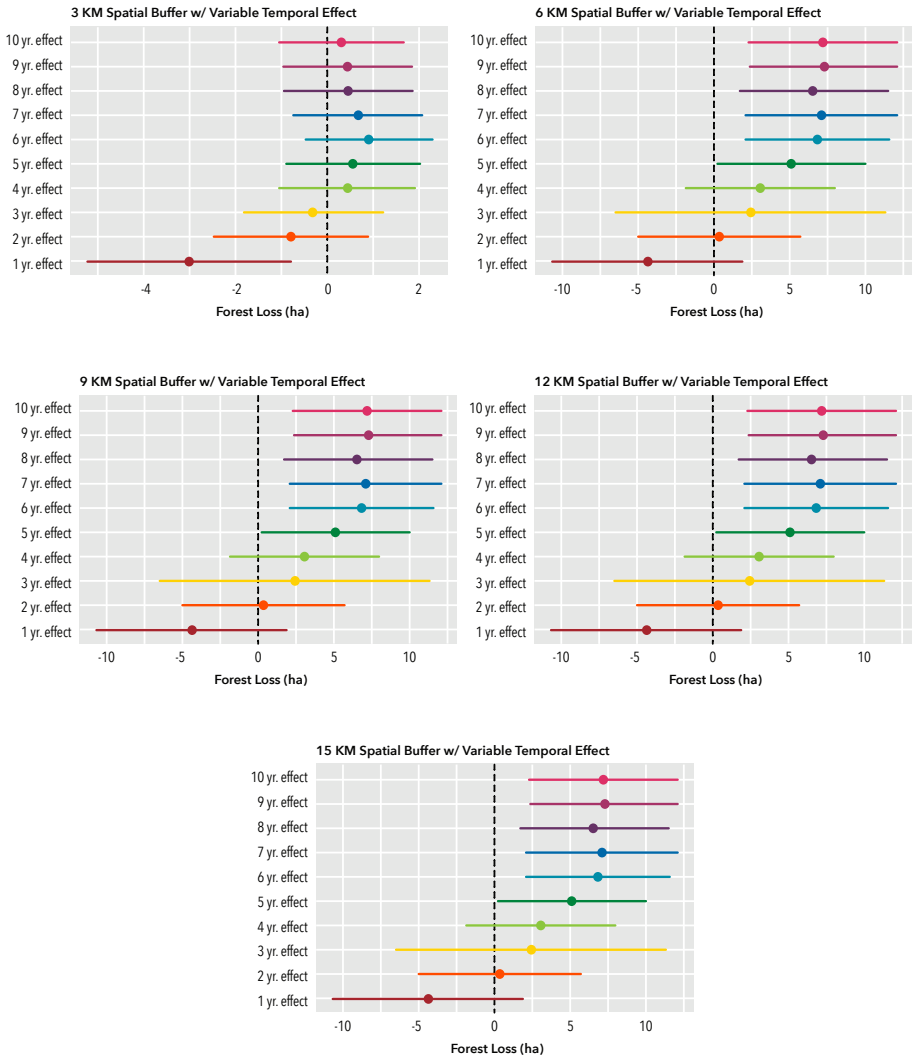 3 KM Spatial Buffer w/ Variable Temporal Effect
10 yr. effect
9 yr. effect
8 yr. effect
7 yr. effect
6 yr. effect
5 yr. effect
4 yr. effect
3 yr. effect
2 yr. effect
1 yr. effect
-4 -2 0 2
Forest Loss (ha)
6 KM Spatial Buffer w/ Variable Temporal Effect
10 yr. effect
9 yr. effect
8 yr. effect
7 yr. effect
6 yr. effect
5 yr. effect
4 yr. effect
3 yr. effect
2 yr. effect
1 yr. effect
-10 -5 0 5 10
Forest Loss (ha)
9 KM Spatial Buffer w/ Variable Temporal Effect
10 yr. effect
9 yr. effect
8 yr. effect
7 yr. effect
6 yr. effect
5 yr. effect
4 yr. effect
3 yr. effect
2 yr. effect
1 yr. effect
-10 -5 0 5 10
Forest Loss (ha)
12 KM Spatial Buffer w/ Variable Temporal Effect
10 yr. effect
9 yr. effect
8 yr. effect
7 yr. effect
6 yr. effect
5 yr. effect
4 yr. effect
3 yr. effect
2 yr. effect
1 yr. effect
-10 -5 0 5 10
Forest Loss (ha)
15 KM Spatial Buffer w/ Variable Temporal Effect
10 yr. effect
9 yr. effect
8 yr. effect
7 yr. effect
6 yr. effect
5 yr. effect
4 yr. effect
3 yr. effect
2 yr. effect
1 yr. effect
-10 -5 0 5 10
Forest Loss (ha)